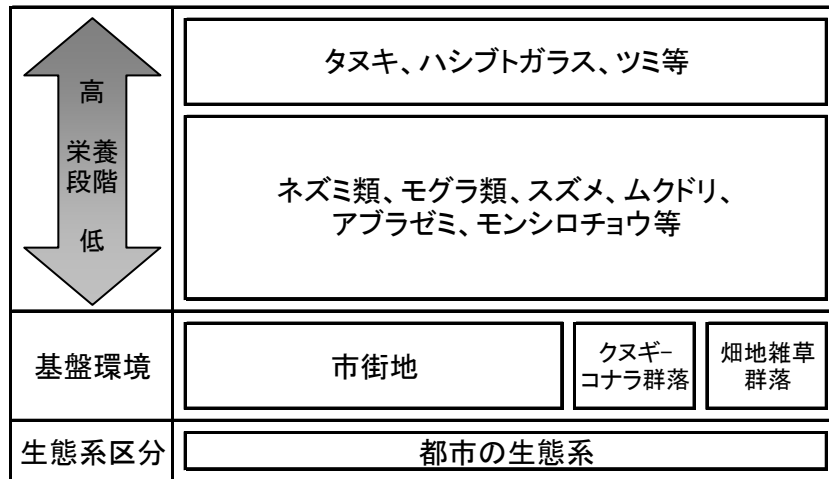 高
栄養
段階
低
タヌキ、ハシブトガラス、ツミ等
ネズミ類、モグラ類、スズメ、ムクドリ、
アブラゼミ、モンシロチョウ等
基盤環境
市街地
クヌギ−
コナラ群落
畑地雑草
群落
生態系区分
都市の生態系